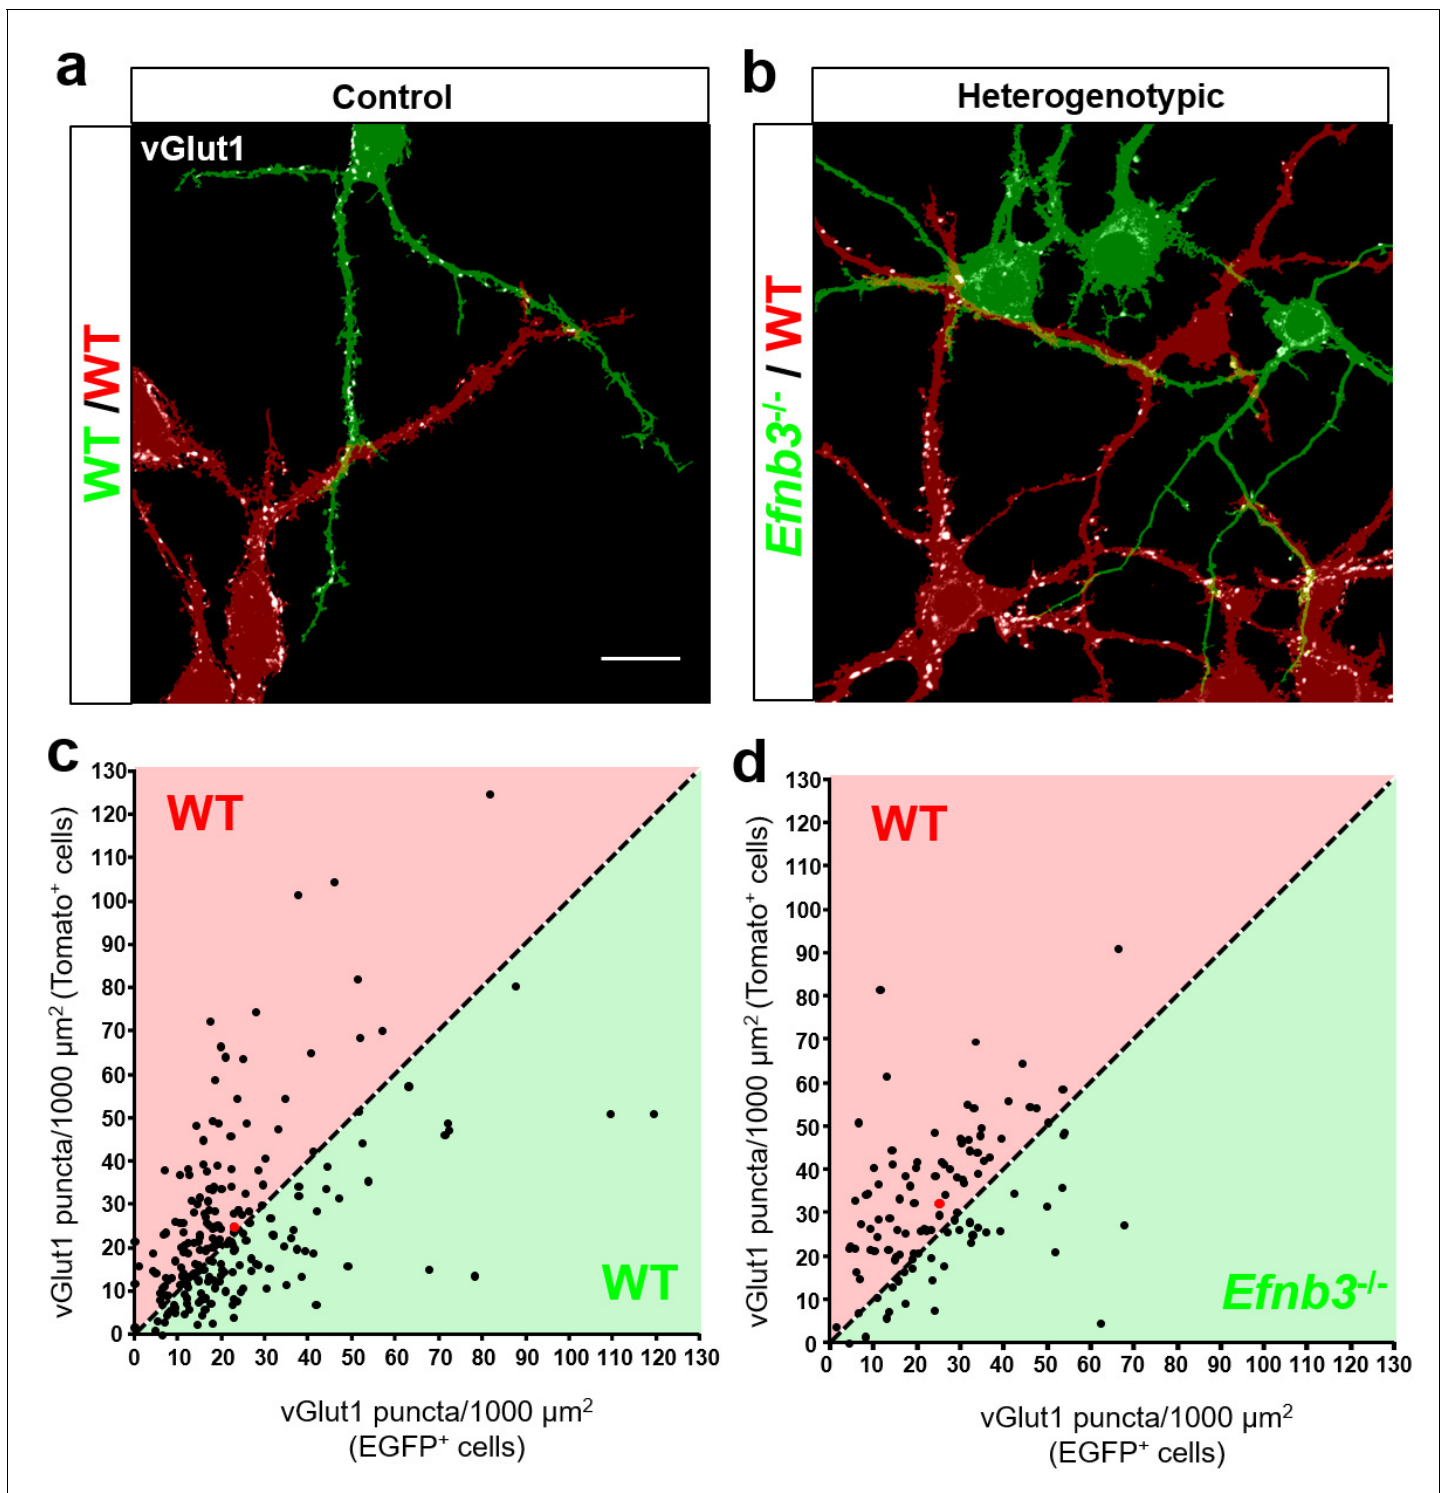 a
Control
vGlut1
WT /WT
b
Heterogenotypic
Efnb3-/- / WT
c
130
120
110
100
90
80
70
60
50
40
30
20
10
0
vGlut1 puncta/1000 µm2 (Tomato+ cells)
WT
WT
0 10 20 30 40 50 60 70 80 90 100 110 120 130
vGlut1 puncta/1000 µm2
(EGFP+ cells)
d
130
120
110
100
90
80
70
60
50
40
30
20
10
0
vGlut1 puncta/1000 µm2 (Tomato+ cells)
WT
Efnb3-/-
0 10 20 30 40 50 60 70 80 90 100 110 120 130
vGlut1 puncta/1000 µm2
(EGFP+ cells)